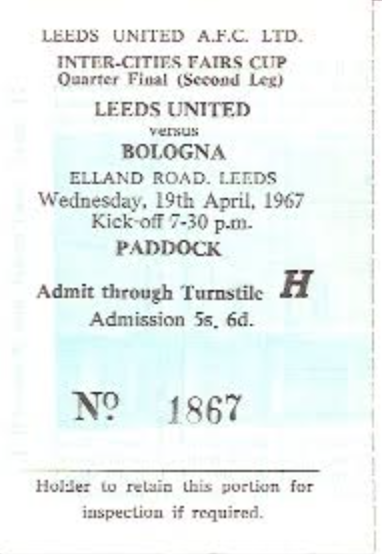 LEEDS UNITED A.F.C. LTD.
INTER-CITIES FAIRS CUP
Quarter Final (Second Leg)
LEEDS UNITED
versus
BOLOGNA
ELLAND ROAD. LEEDS
Wednesday, 19th April, 1967
Kick-off 7-30 p.m.
PADDOCK
Admit through Turnstile H
Admission 5s. 6d.
Nº 1867
Holder to retain this portion for
inspection if required.